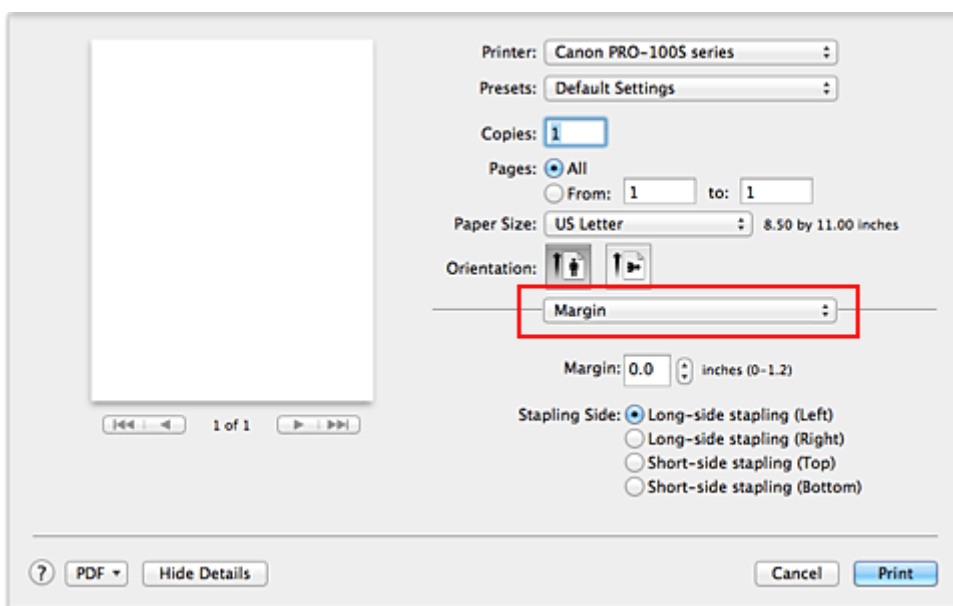 Printer: Canon PRO-100S series
Presets: Default Settings
Copies: 1
Pages: All
From: 1 to: 1
Paper Size: US Letter 8.50 by 11.00 inches
Orientation:
Margin
Margin: 0.0 inches (0-1.2)
1 of 1
Stapling Side: Long-side stapling (Left)
Long-side stapling (Right)
Short-side stapling (Top)
Short-side stapling (Bottom)
? PDF Hide Details Cancel Print